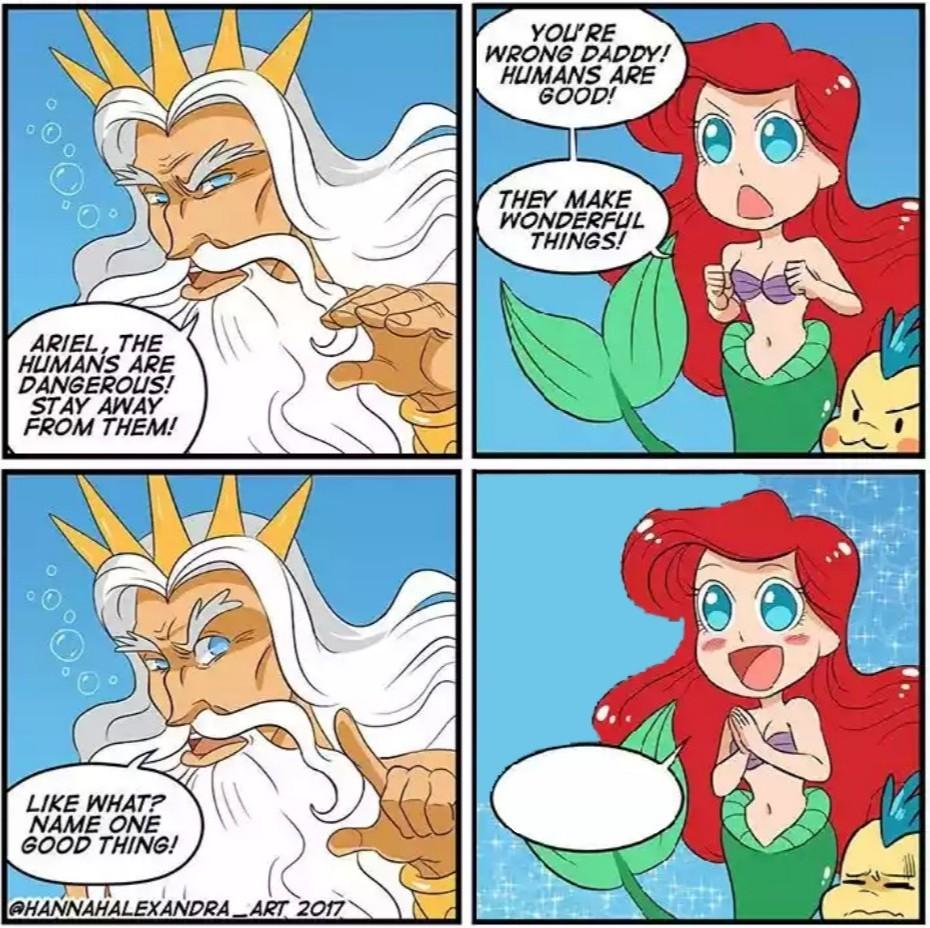 ARIEL, THE
HUMANS ARE
DANGEROUS!
STAY AWAY
FROM THEM!
YOU'RE
WRONG DADDY!
HUMANS ARE
GOOD!
THEY MAKE
WONDERFUL
THINGS!
LIKE WHAT?
NAME ONE
GOOD THING!
@HANNAHALEXANDRA_ART 2017